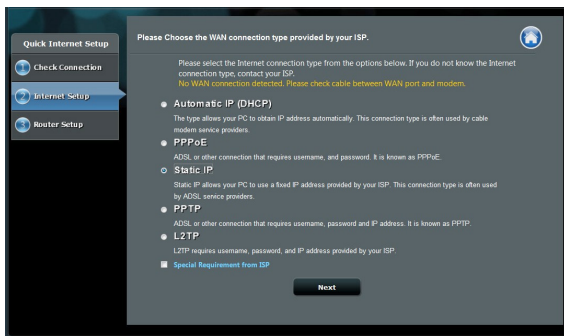 Quick Internet Setup
1 Check Connection
2 Internet Setup
3 Router Setup
Please Choose the WAN connection type provided by your ISP.
Please select the Internet connection type from the options below. If you do not know the Internet
connection type, contact your ISP.
No WAN connection detected. Please check cable between WAN port and modem.
Automatic IP (DHCP)
The type allows your PC to obtain IP address automatically. This connection type is often used by cable
modem service providers.
PPPoE
ADSL or other connection that requires username, and password. It is known as PPPoE.
Static IP
Static IP allows your PC to use a fixed IP address provided by your ISP. This connection type is often used
by ADSL service providers.
PPTP
ADSL or other connection that requires username, password and IP address. It is known as PPTP.
L2TP
L2TP requires username, password, and IP address provided by your ISP.
Special Requirement from ISP
Next